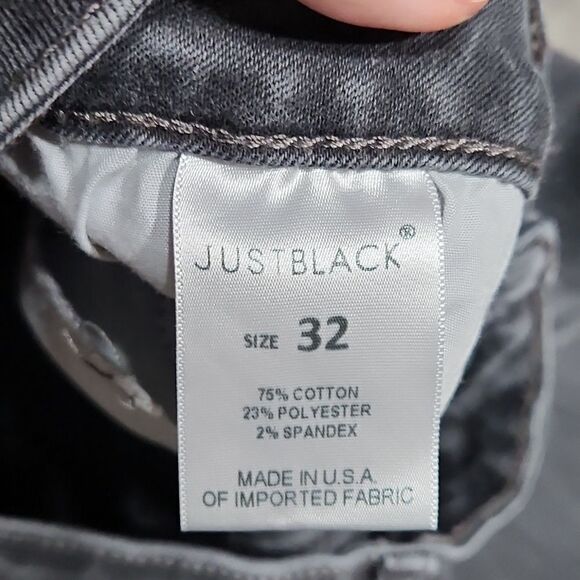 JUSTBLACK®
SIZE 32
75% COTTON
23% POLYESTER
2% SPANDEX
MADE IN U.S.A.
OF IMPORTED FABRIC